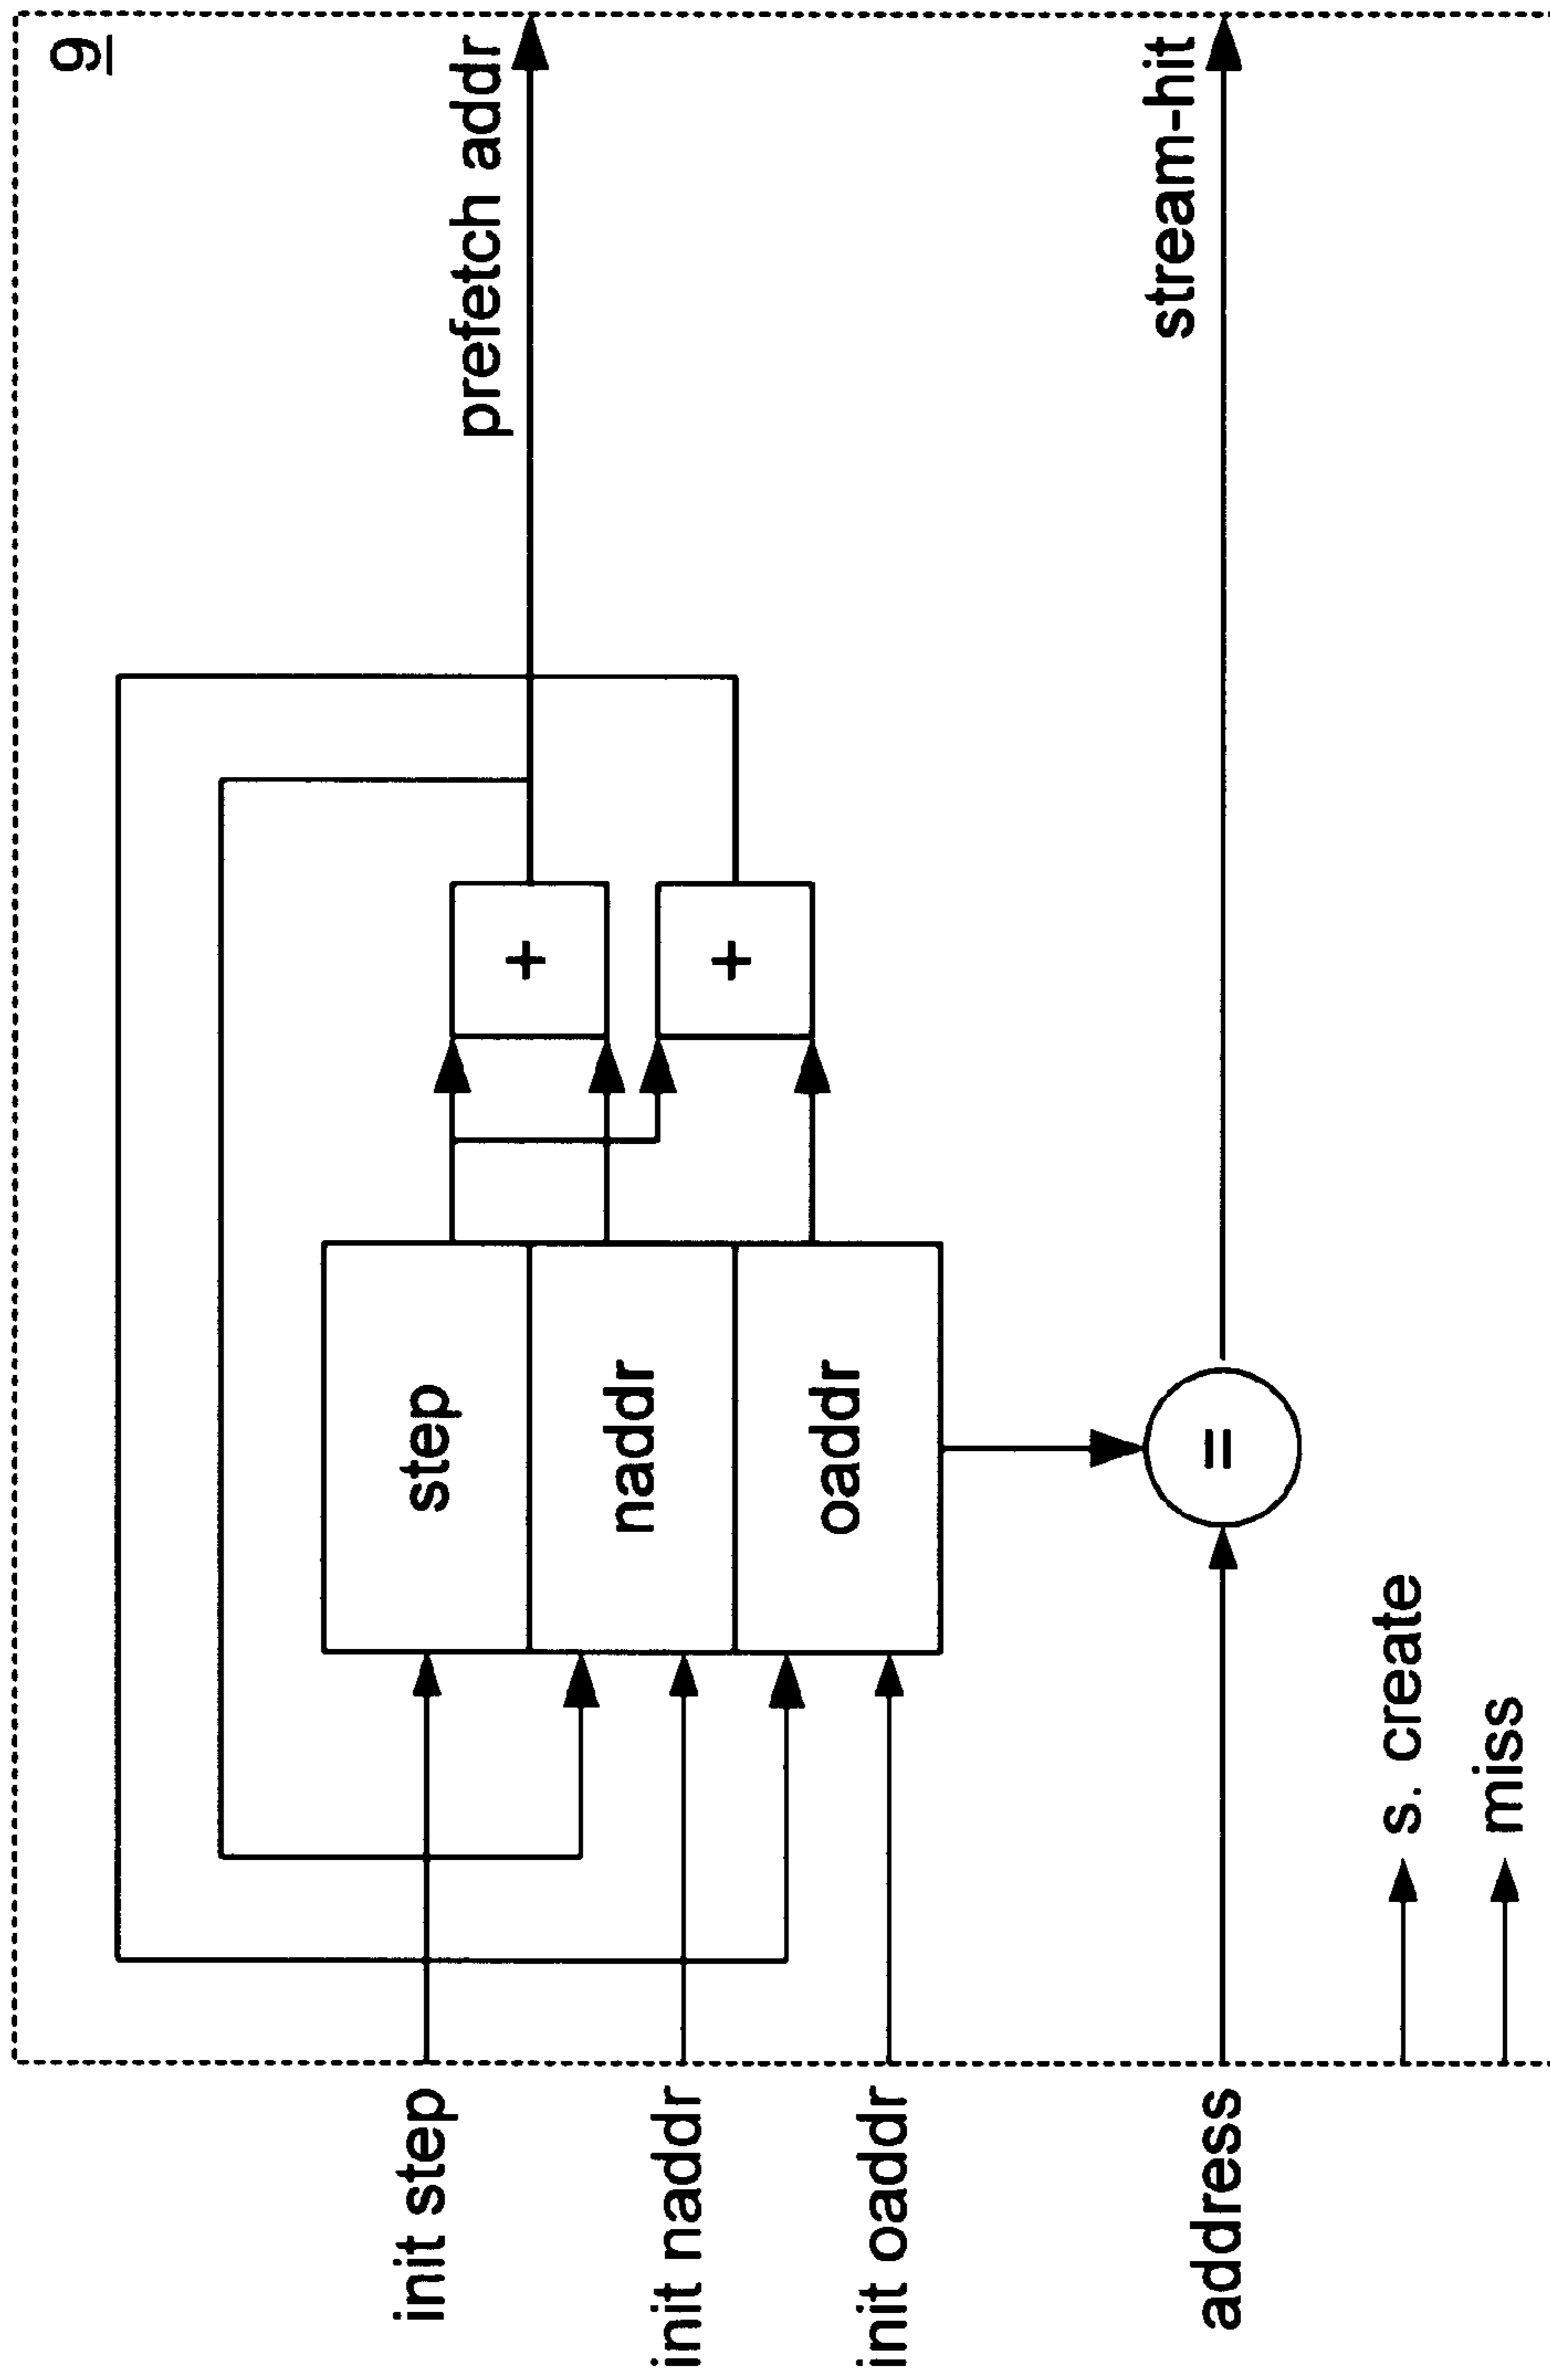 9
prefetch addr
init step
step
+
init naddr
naddr
+
init oaddr
oaddr
stream-hit
address
=
s. create
miss